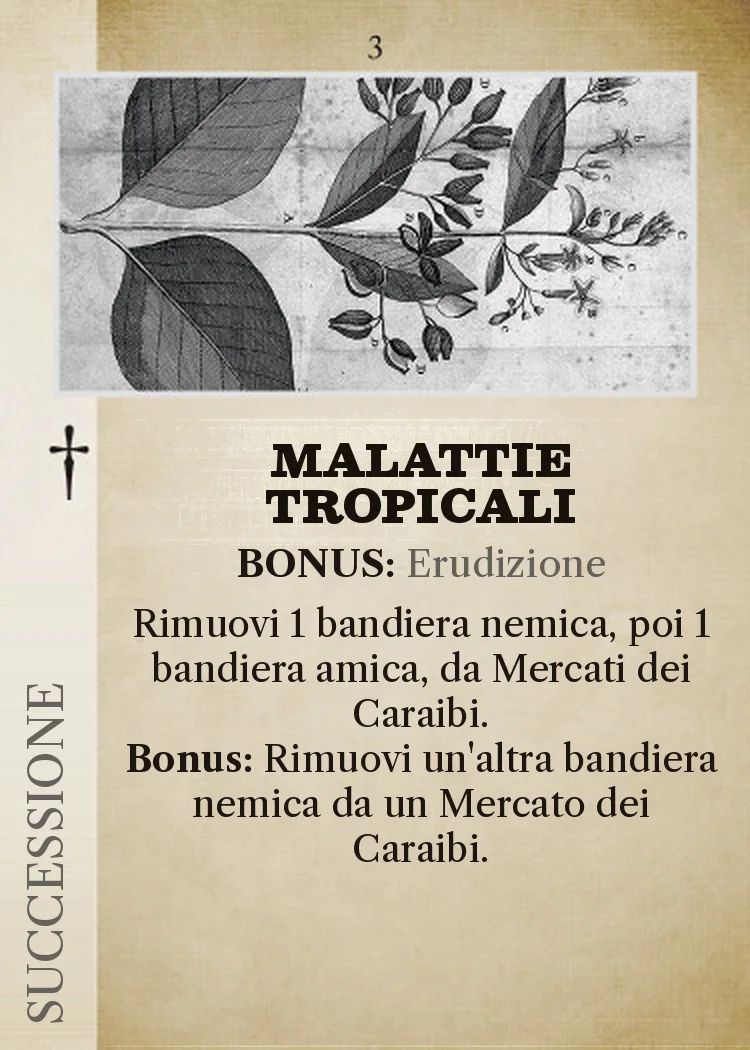 3
†
MALATTIE
TROPICALI
BONUS: Erudizione
Rimuovi 1 bandiera nemica, poi 1
bandiera amica, da Mercati dei
Caraibi.
Bonus: Rimuovi un'altra bandiera
nemica da un Mercato dei
Caraibi.
SUCCESSIONE